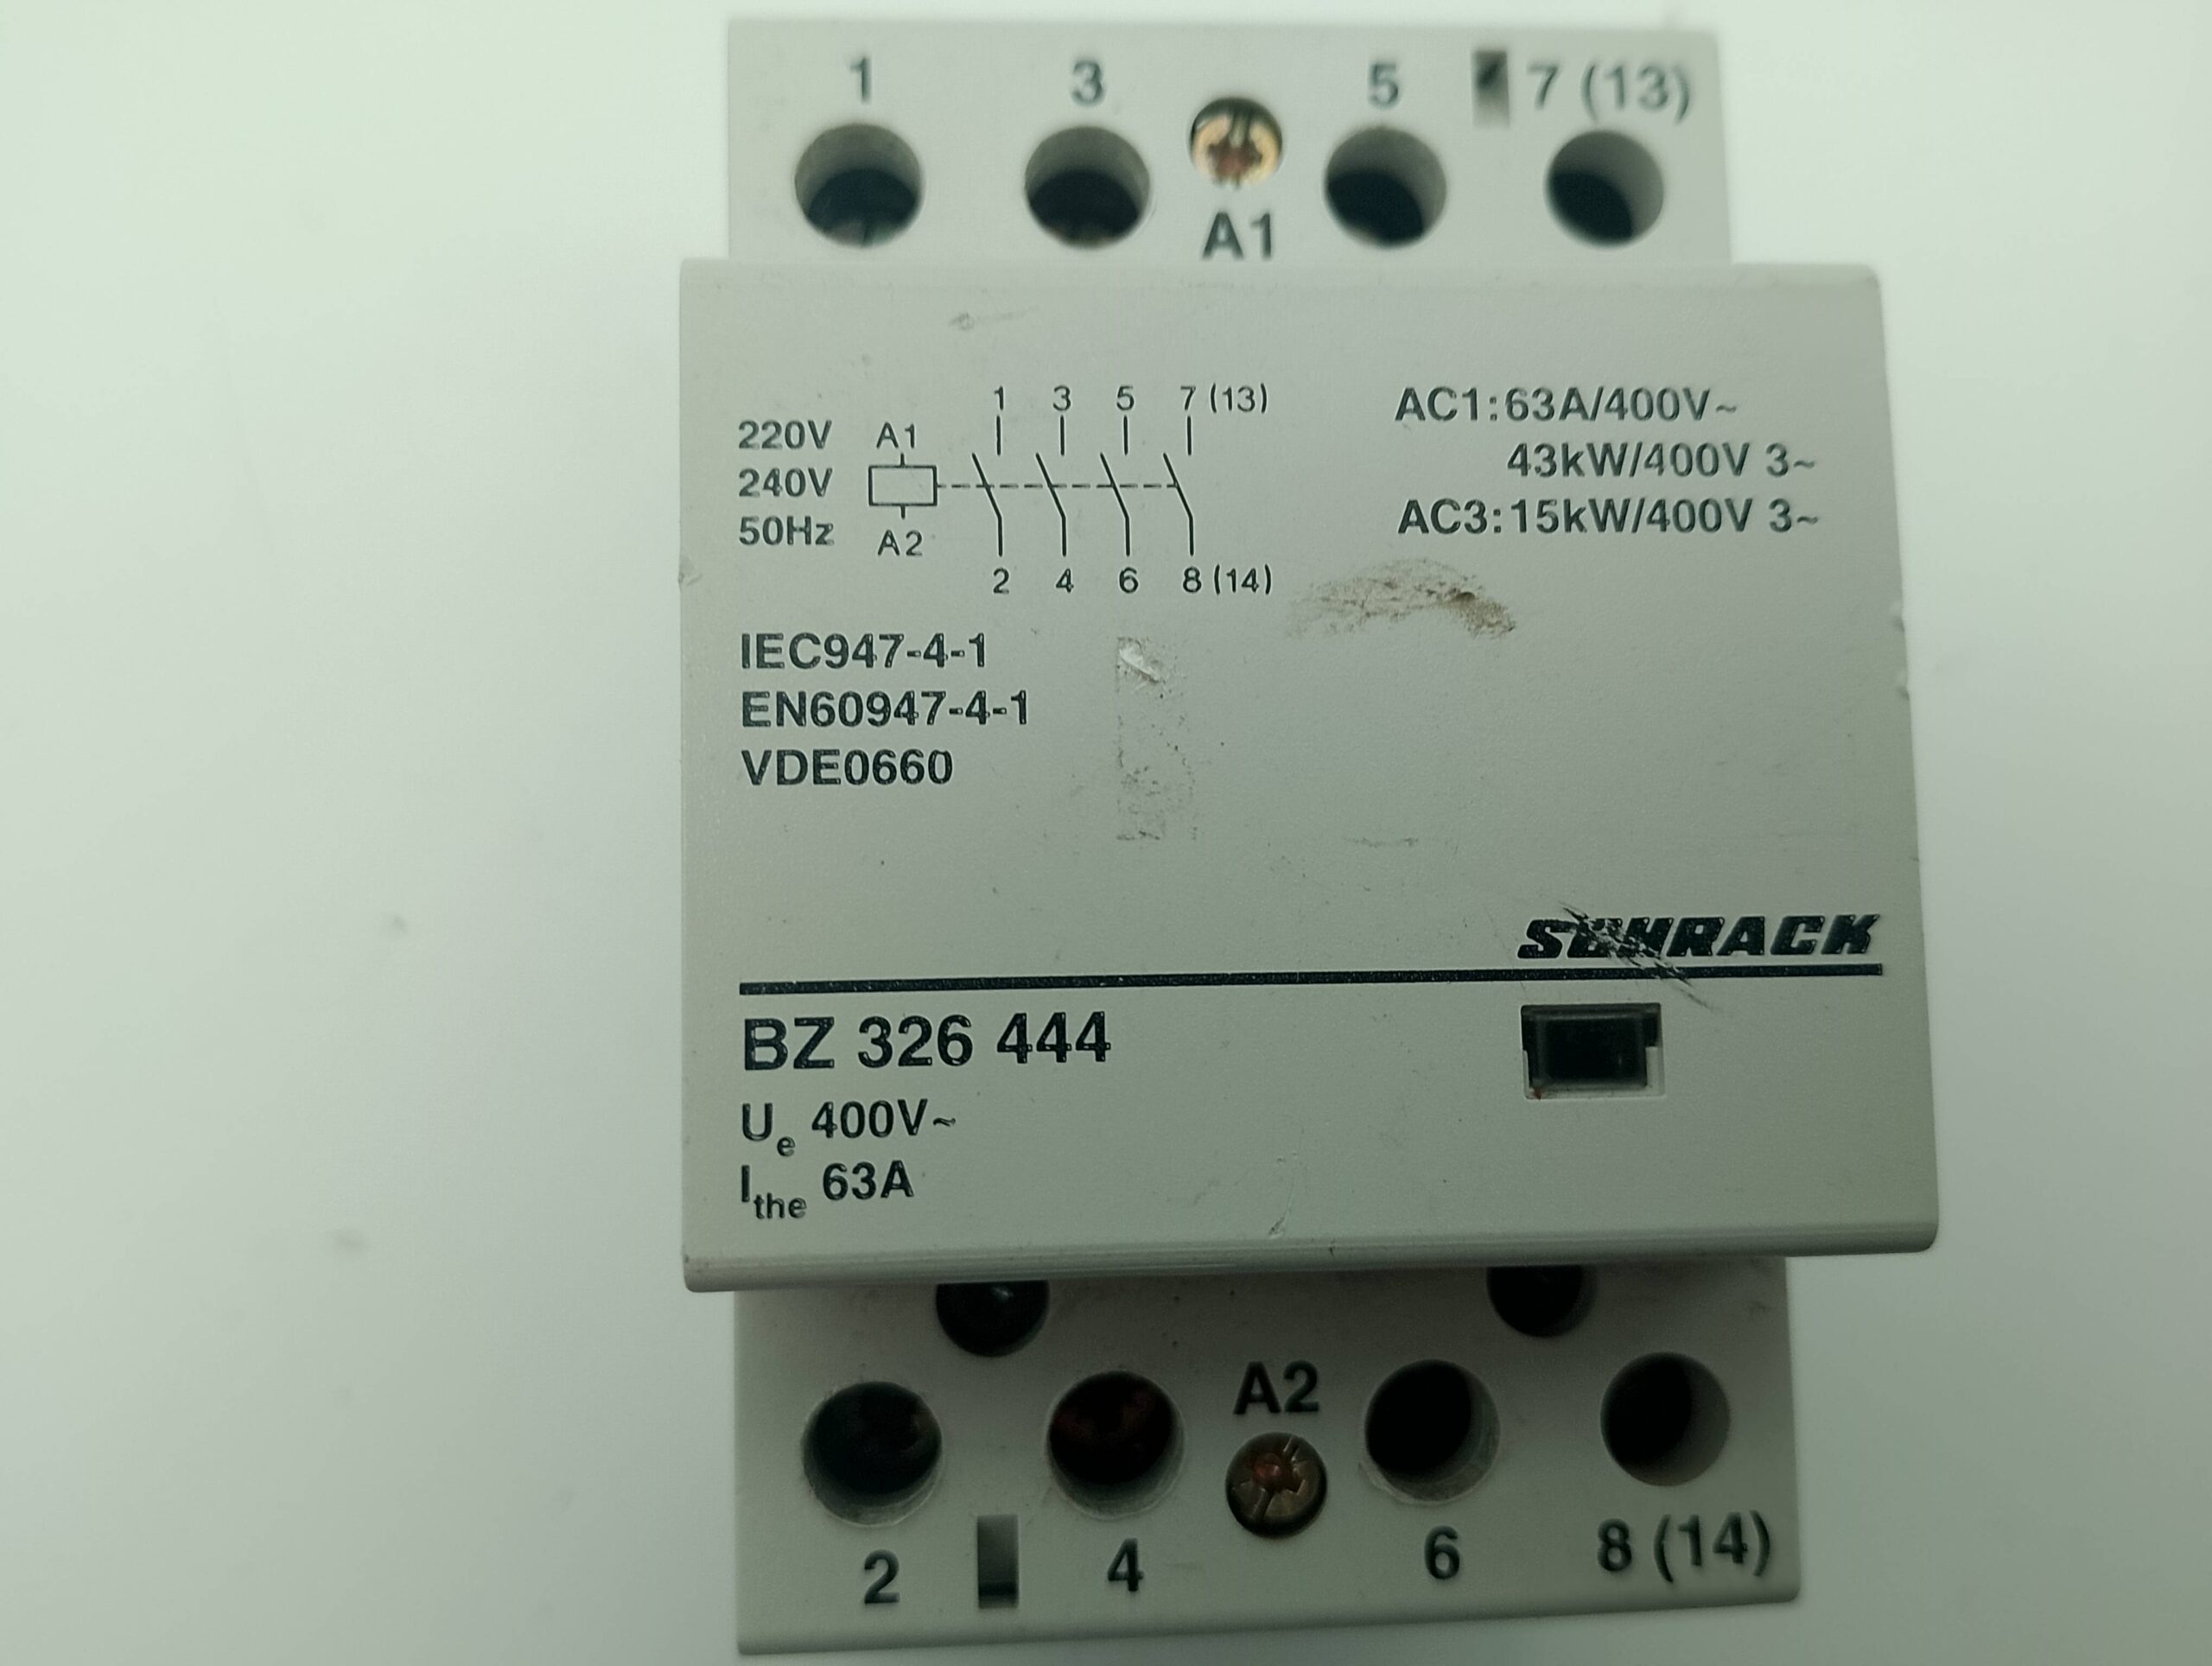 1 3 5 7 (13)
A1
1 3 5 7 (13)
220V A1
240V
50Hz A2
2 4 6 8 (14)
AC1:63A/400V~
43kW/400V 3~
AC3:15kW/400V 3~
IEC947-4-1
EN60947-4-1
VDE0660
SCHRACK
BZ 326 444
Ue 400V~
Ithe 63A
A2
2 4 6 8 (14)